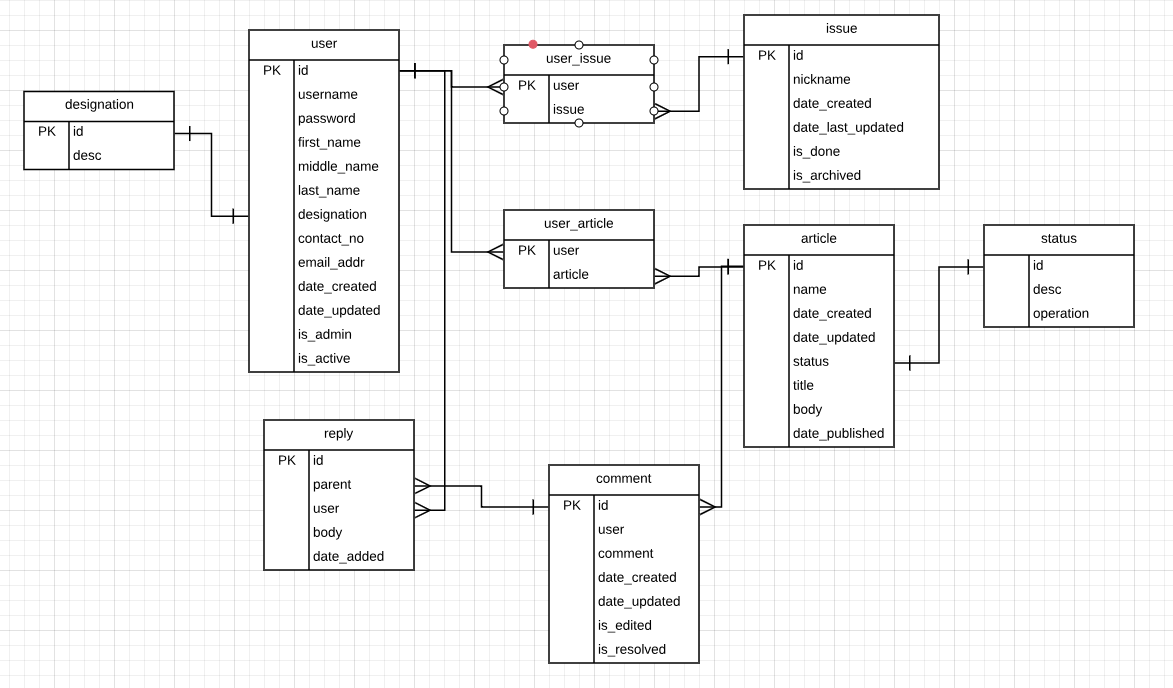 designation
PK id
desc
user
PK id
username
password
first_name
middle_name
last_name
designation
contact_no
email_addr
date_created
date_updated
is_admin
is_active
user_issue
PK user
issue
issue
PK id
nickname
date_created
date_last_updated
is_done
is_archived
user_article
PK user
article
article
PK id
name
date_created
date_updated
status
title
body
date_published
status
id
desc
operation
reply
PK id
parent
user
body
date_added
comment
PK id
user
comment
date_created
date_updated
is_edited
is_resolved